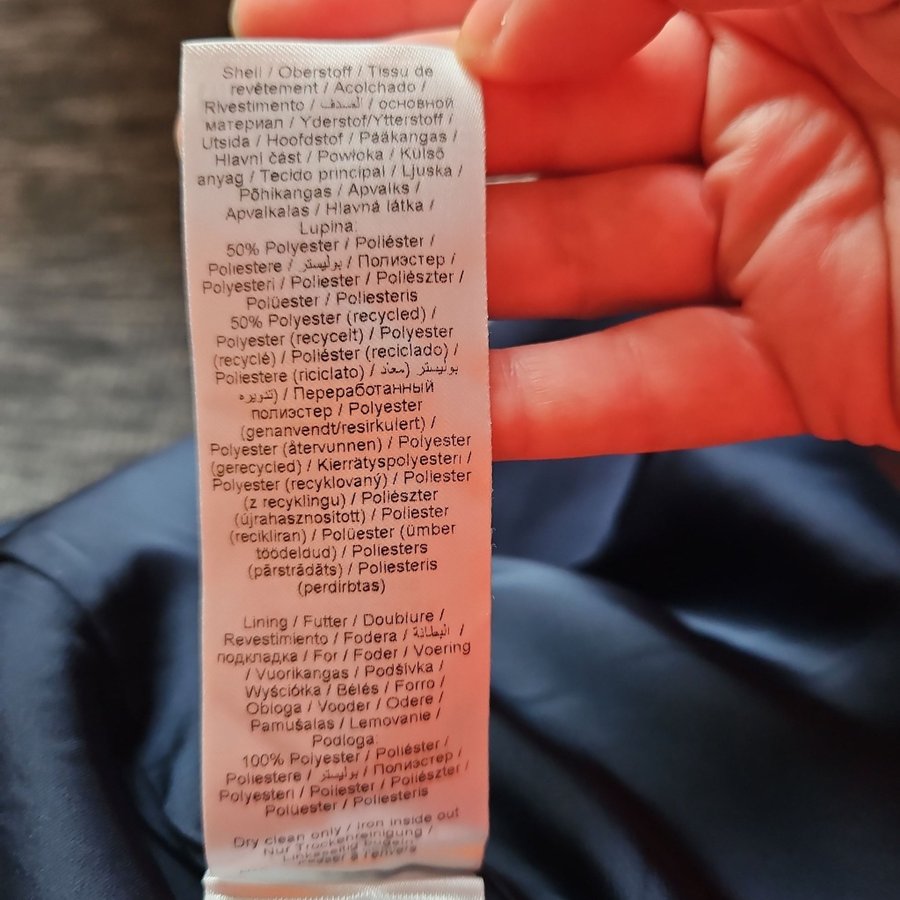 Shell / Oberstoff / Tissu de
revêtement / Acolchado /
Rivestimento / الصدف / основной
материал / Yderstof/Ytterstoff /
Utsida / Hoofdstof / Pääkangas /
Hlavní část / Powłoka / Külső
anyag / Tecido principal / Ljuska /
Põhikangas / Apvalks /
Apvalkalas / Hlavná látka /
Lupina:
50% Polyester / Poliéster /
Poliestere / بوليستر / Полиэстер /
Polyesteri / Poliester / Poliészter /
Polüester / Poliesteris
50% Polyester (recycled) /
Polyester (recycelt) / Polyester
(recyclé) / Poliéster (reciclado) /
Poliestere (riciclato) / بوليستر (معاد
تدويره) / Переработанный
полиэстер / Polyester
(genanvendt/resirkulert) /
Polyester (återvunnen) / Polyester
(gerecycled) / Kierrätyspolyesteri /
Polyester (recyklovaný) / Poliester
(z recyklingu) / Poliészter
(újrahasznosított) / Poliester
(recikliran) / Polüester (ümber
töödeldud) / Poliesters
(pārstrādāts) / Poliesteris
(perdirbtas)
Lining / Futter / Doublure /
Revestimiento / Fodera / البطانة /
подкладка / For / Foder / Voering
/ Vuorikangas / Podšívka /
Wyściółka / Bélés / Forro /
Obloga / Vooder / Odere /
Pamušalas / Lemovanie /
Podloga:
100% Polyester / Poliéster /
Poliestere / بوليستر / Полиэстер /
Polyesteri / Poliester / Poliészter /
Polüester / Poliesteris
Dry clean only / Iron inside out
Nur Trockenreinigung /
Linksseitig bügeln
à l'envers